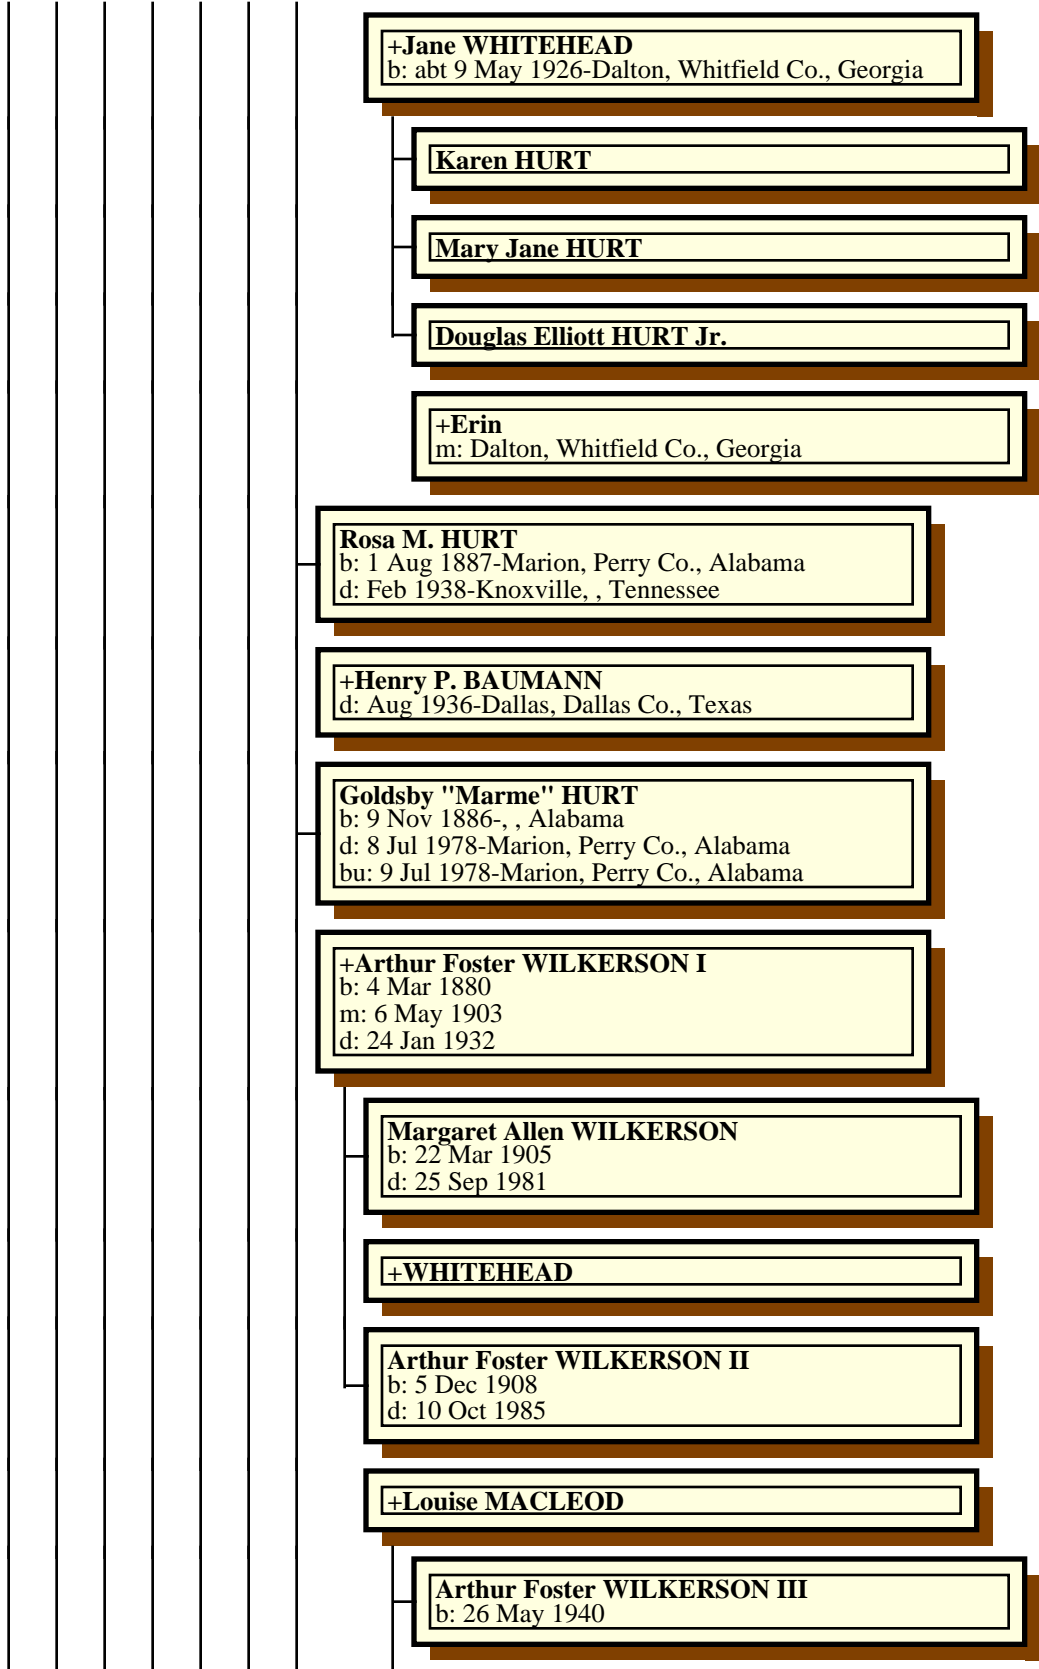 +Jane WHITEHEAD
b: abt 9 May 1926-Dalton, Whitfield Co., Georgia
Karen HURT
Mary Jane HURT
Douglas Elliott HURT Jr.
+Erin
m: Dalton, Whitfield Co., Georgia
Rosa M. HURT
b: 1 Aug 1887-Marion, Perry Co., Alabama
d: Feb 1938-Knoxville, , Tennessee
+Henry P. BAUMANN
d: Aug 1936-Dallas, Dallas Co., Texas
Goldsby "Marme" HURT
b: 9 Nov 1886-, , Alabama
d: 8 Jul 1978-Marion, Perry Co., Alabama
bu: 9 Jul 1978-Marion, Perry Co., Alabama
+Arthur Foster WILKERSON I
b: 4 Mar 1880
m: 6 May 1903
d: 24 Jan 1932
Margaret Allen WILKERSON
b: 22 Mar 1905
d: 25 Sep 1981
+WHITEHEAD
Arthur Foster WILKERSON II
b: 5 Dec 1908
d: 10 Oct 1985
+Louise MACLEOD
Arthur Foster WILKERSON III
b: 26 May 1940